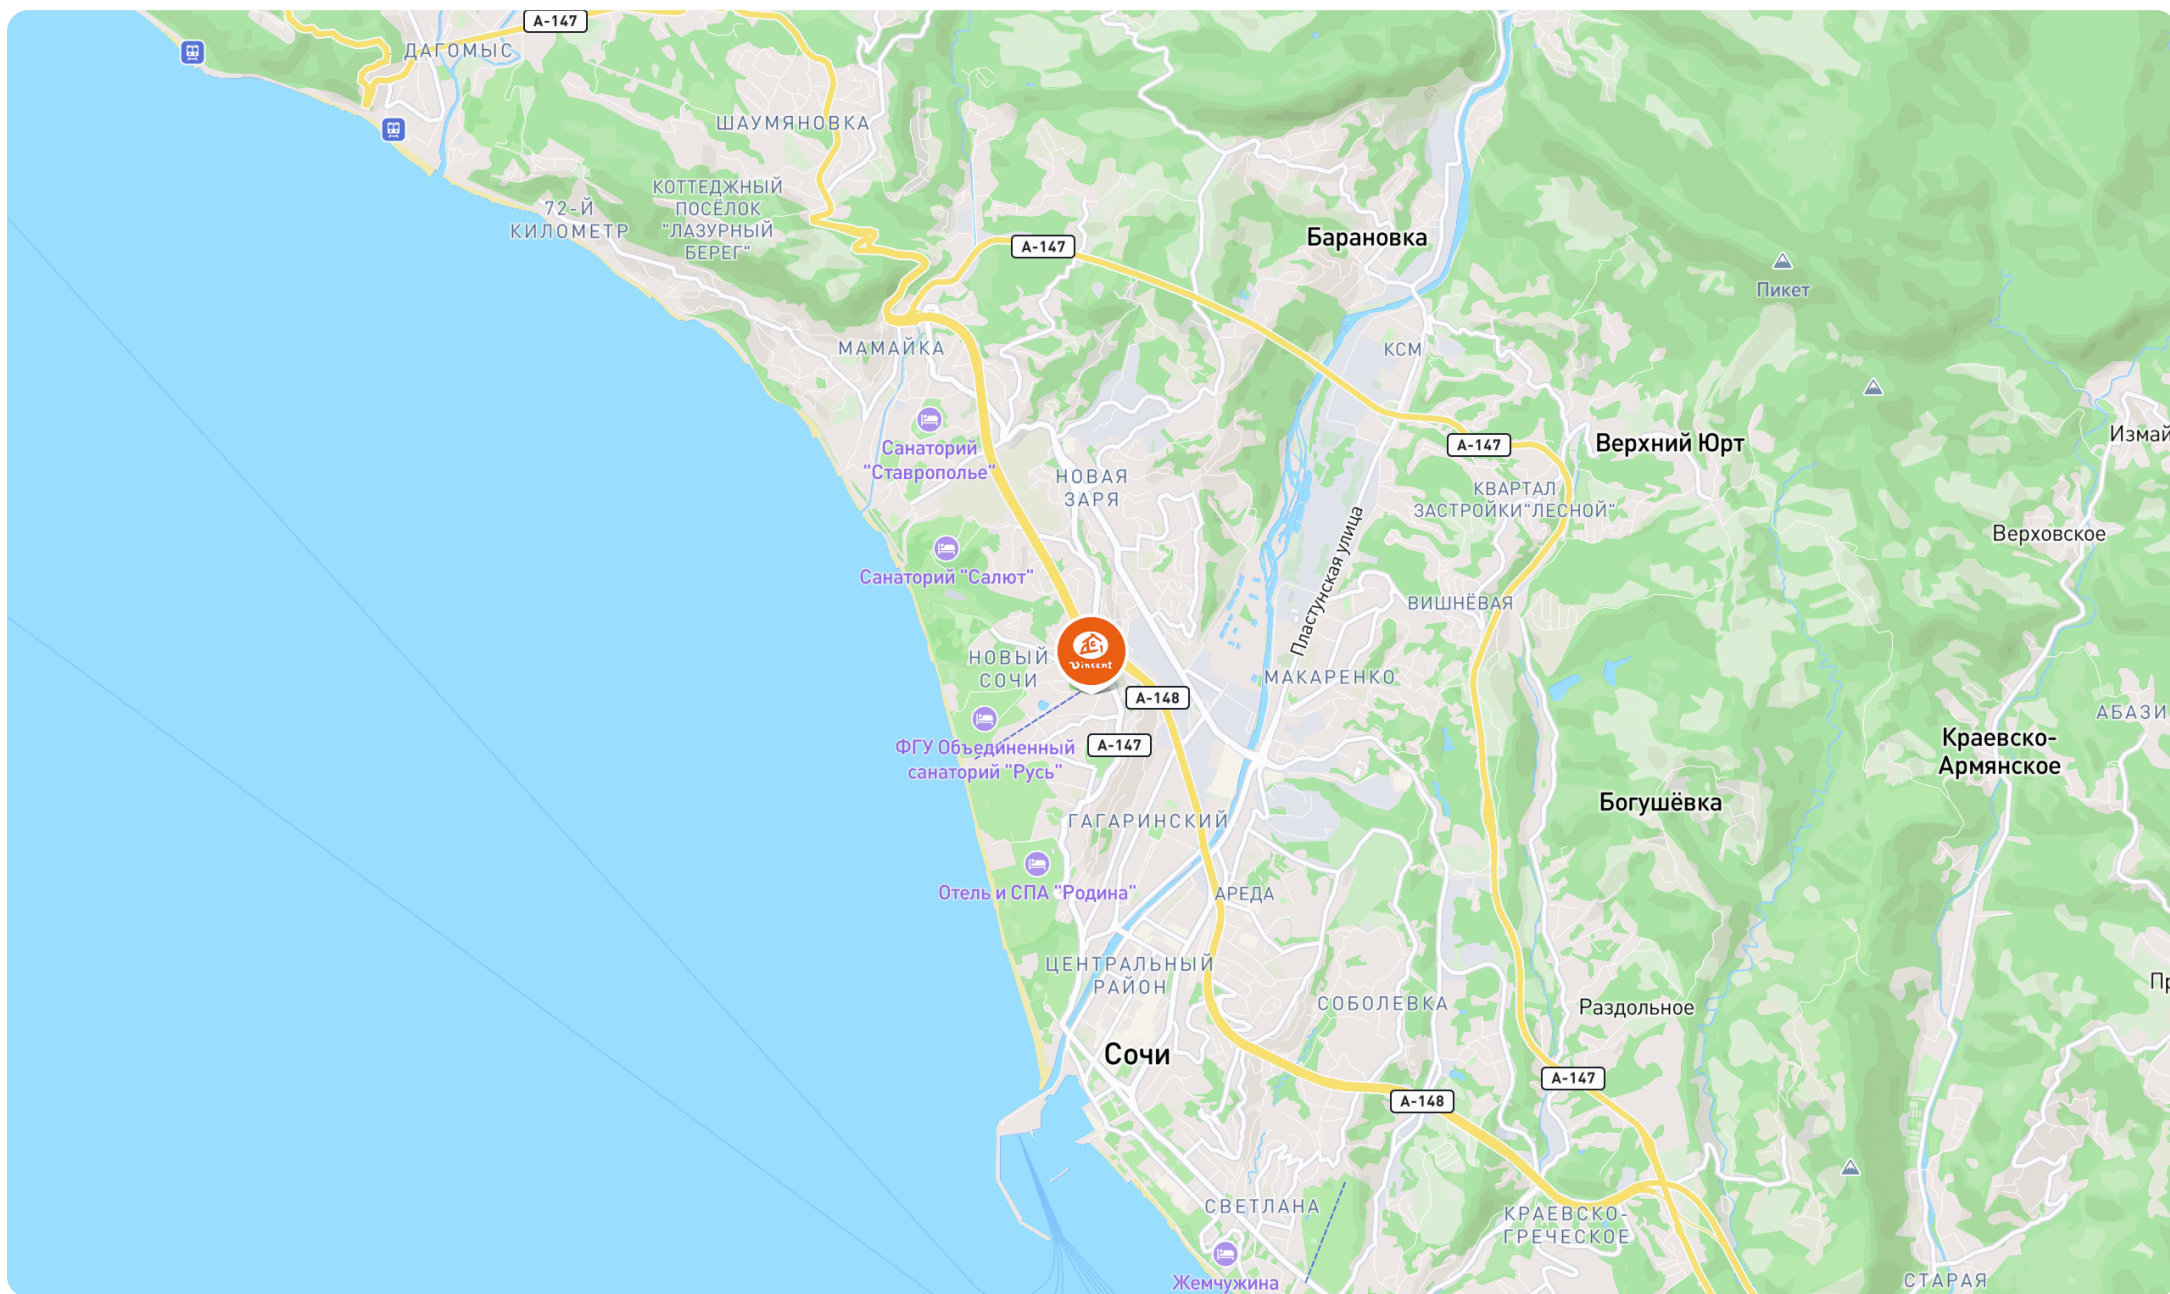 А-147
ДАГОМЫС
ШАУМЯНОВКА
КОТТЕДЖНЫЙ
ПОСЁЛОК
"ЛАЗУРНЫЙ
БЕРЕГ"
72-Й
КИЛОМЕТР
А-147
Барановка
Пикет
МАМАЙКА
КСМ
Санаторий
"Ставрополье"
НОВАЯ
ЗАРЯ
А-147
Верхний Юрт
Измай
КВАРТАЛ
ЗАСТРОЙКИ"ЛЕСНОЙ"
Верховское
Пластунская улица
Санаторий "Салют"
ВИШНЁВАЯ
Vincent
НОВЫЙ
СОЧИ
МАКАРЕНКО
А-148
АБАЗИ
А-147
ФГУ Объединенный
санаторий "Русь"
Краевско-
Армянское
Богушёвка
ГАГАРИНСКИЙ
Отель и СПА "Родина"
АРЕДА
ЦЕНТРАЛЬНЫЙ
РАЙОН
СОБОЛЕВКА
Раздольное
Пр
Сочи
А-147
А-148
СВЕТЛАНА
КРАЕВСКО-
ГРЕЧЕСКОЕ
Жемчужина
СТАРАЯ